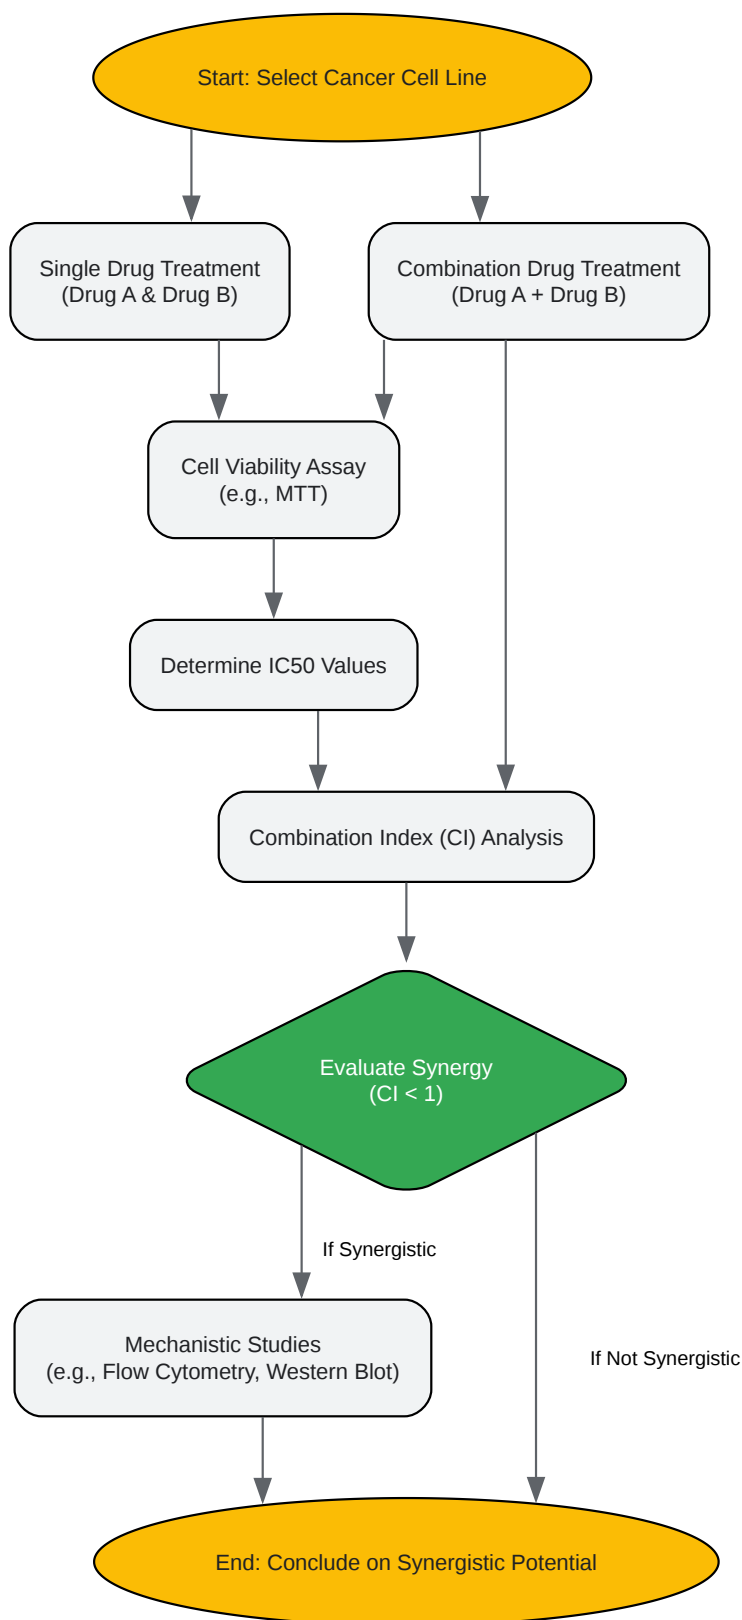 Start: Select Cancer Cell Line
Single Drug Treatment
(Drug A & Drug B)
Combination Drug Treatment
(Drug A + Drug B)
Cell Viability Assay
(e.g., MTT)
Determine IC50 Values
Combination Index (CI) Analysis
Evaluate Synergy
(CI < 1)
If Synergistic
Mechanistic Studies
(e.g., Flow Cytometry, Western Blot)
If Not Synergistic
End: Conclude on Synergistic Potential